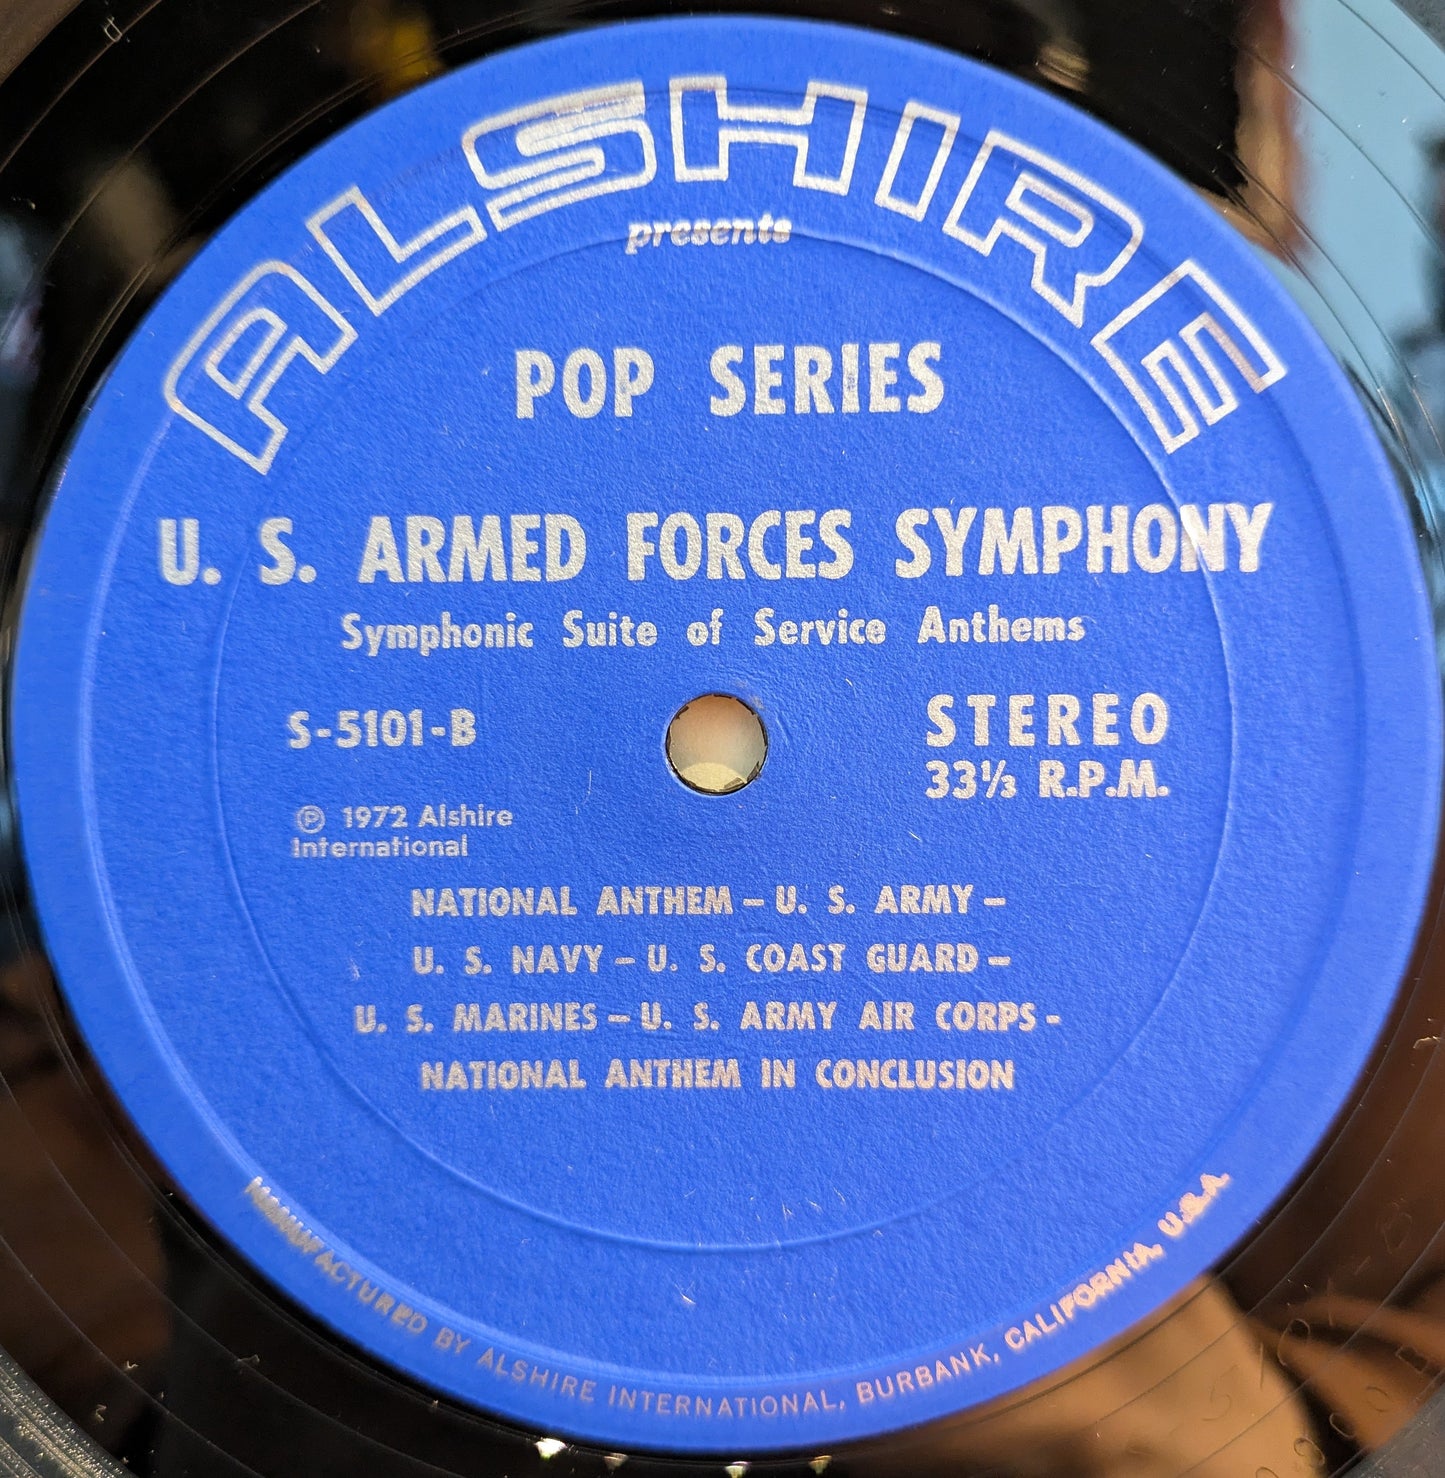 ALSHIRE
presents
POP SERIES
U. S. ARMED FORCES SYMPHONY
Symphonic Suite of Service Anthems
S-5101-B
STEREO
33⅓ R.P.M.
℗ 1972 Alshire
International
NATIONAL ANTHEM – U. S. ARMY –
U. S. NAVY – U. S. COAST GUARD –
U. S. MARINES – U. S. ARMY AIR CORPS -
NATIONAL ANTHEM IN CONCLUSION
MANUFACTURED BY ALSHIRE INTERNATIONAL, BURBANK, CALIFORNIA, U.S.A.